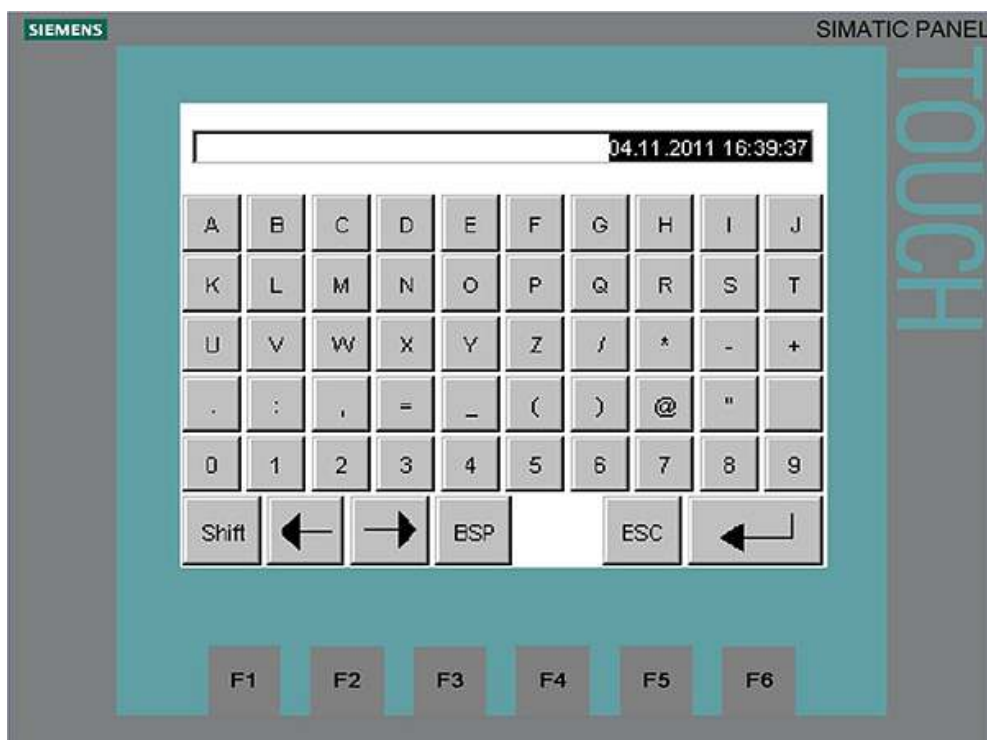 SIEMENS
SIMATIC PANEL
TOUCH
04.11.2011 16:39:37
A B C D E F G H I J
K L M N O P Q R S T
U V W X Y Z / * - +
. : , = _ ( ) @ "
0 1 2 3 4 5 6 7 8 9
Shift BSP ESC
F1 F2 F3 F4 F5 F6